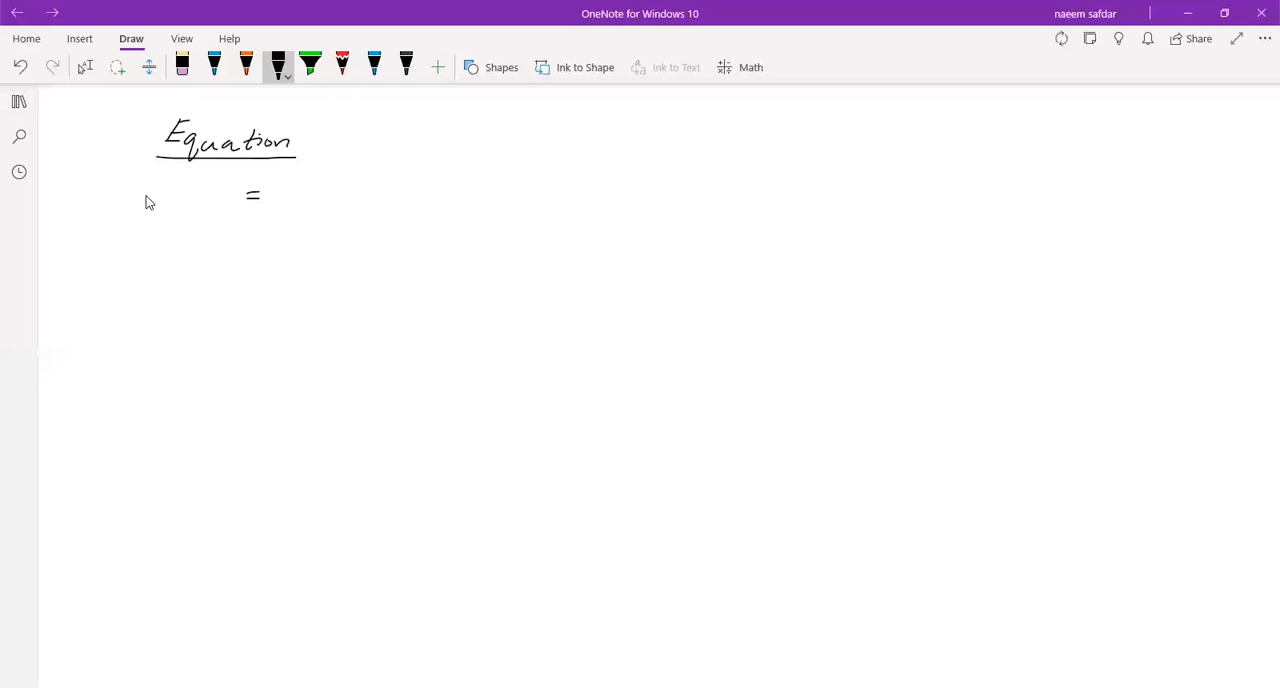 OneNote for Windows 10
naeem safdar
Home Insert Draw View Help
Share
Shapes Ink to Shape Ink to Text Math
Equation
=